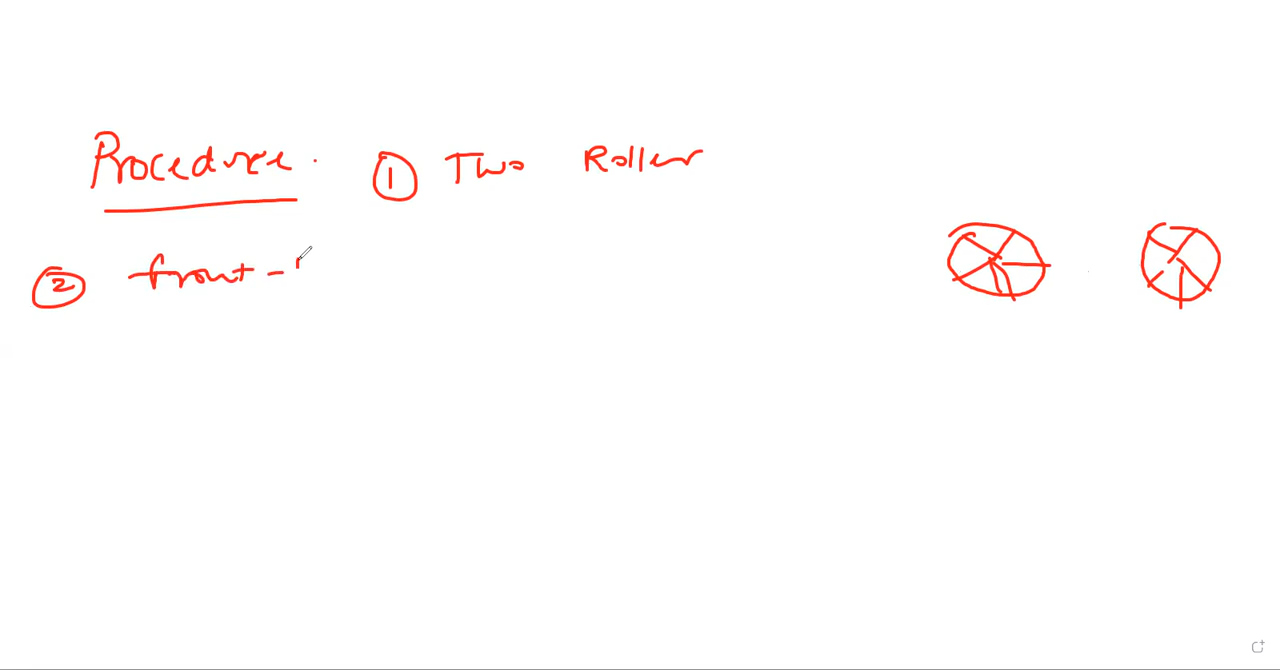 Procedure. ① Two Roller
② front -